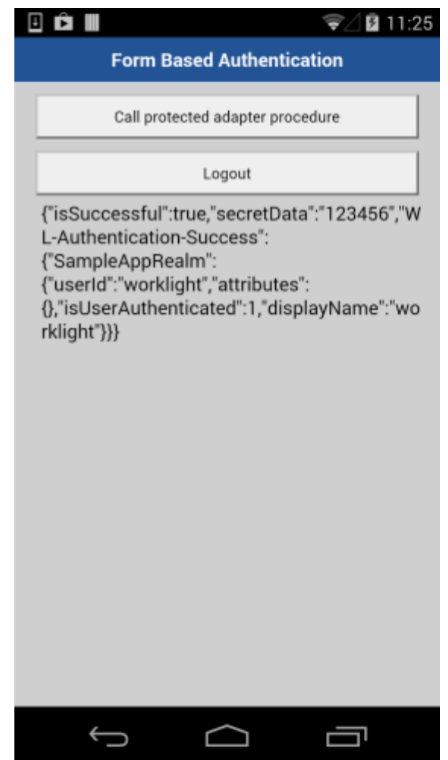 11:25
Form Based Authentication
Call protected adapter procedure
Logout
{"isSuccessful":true,"secretData":"123456","W
L-Authentication-Success":
{"SampleAppRealm":
{"userId":"worklight","attributes":
{},"isUserAuthenticated":1,"displayName":"wo
rklight"}}}